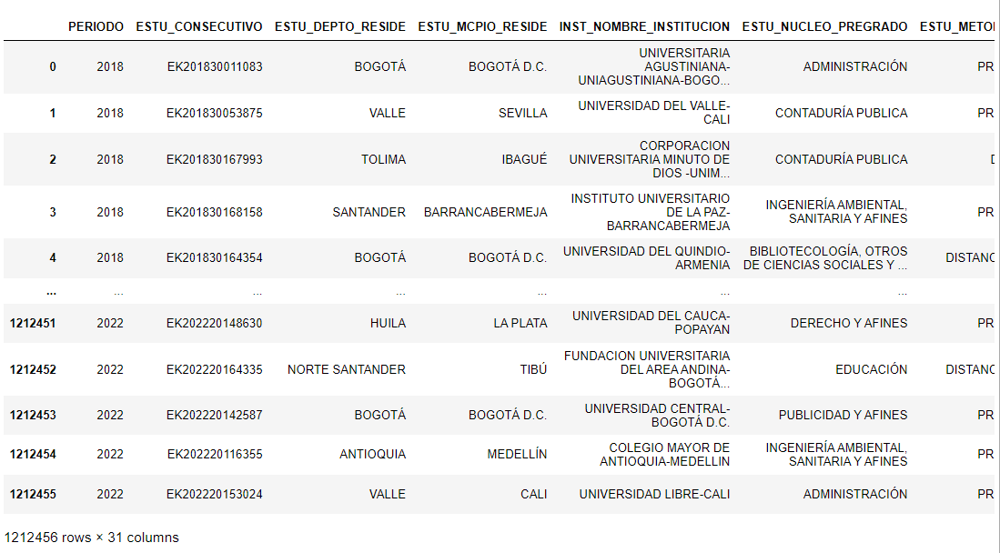 PERIODO ESTU_CONSECUTIVO ESTU_DEPTO_RESIDE ESTU_MCPIO_RESIDE INST_NOMBRE_INSTITUCION ESTU_NUCLEO_PREGRADO ESTU_METO
0 2018 EK201830011083 BOGOTÁ BOGOTÁ D.C. UNIVERSITARIA AGUSTINIANA-UNIAGUSTINIANA-BOGO... ADMINISTRACIÓN PR
1 2018 EK201830053875 VALLE SEVILLA UNIVERSIDAD DEL VALLE-CALI CONTADURÍA PUBLICA PR
2 2018 EK201830167993 TOLIMA IBAGUÉ CORPORACION UNIVERSITARIA MINUTO DE DIOS -UNIM... CONTADURÍA PUBLICA
3 2018 EK201830168158 SANTANDER BARRANCABERMEJA INSTITUTO UNIVERSITARIO DE LA PAZ-BARRANCABERMEJA INGENIERÍA AMBIENTAL, SANITARIA Y AFINES PR
4 2018 EK201830164354 BOGOTÁ BOGOTÁ D.C. UNIVERSIDAD DEL QUINDIO-ARMENIA BIBLIOTECOLOGÍA, OTROS DE CIENCIAS SOCIALES Y ... DISTANC
... ... ... ... ... ... ...
1212451 2022 EK202220148630 HUILA LA PLATA UNIVERSIDAD DEL CAUCA-POPAYAN DERECHO Y AFINES PR
1212452 2022 EK202220164335 NORTE SANTANDER TIBÚ FUNDACION UNIVERSITARIA DEL AREA ANDINA-BOGOTÁ... EDUCACIÓN DISTANC
1212453 2022 EK202220142587 BOGOTÁ BOGOTÁ D.C. UNIVERSIDAD CENTRAL-BOGOTÁ D.C. PUBLICIDAD Y AFINES PR
1212454 2022 EK202220116355 ANTIOQUIA MEDELLÍN COLEGIO MAYOR DE ANTIOQUIA-MEDELLIN INGENIERÍA AMBIENTAL, SANITARIA Y AFINES PR
1212455 2022 EK202220153024 VALLE CALI UNIVERSIDAD LIBRE-CALI ADMINISTRACIÓN PR
1212456 rows × 31 columns